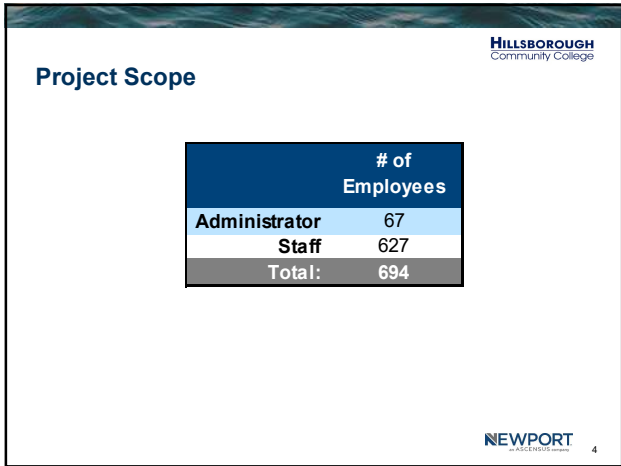 HILLSBOROUGH
Community College
Project Scope
# of
Employees
Administrator 67
Staff 627
Total: 694
NEWPORT
an ASCENSUS company
4